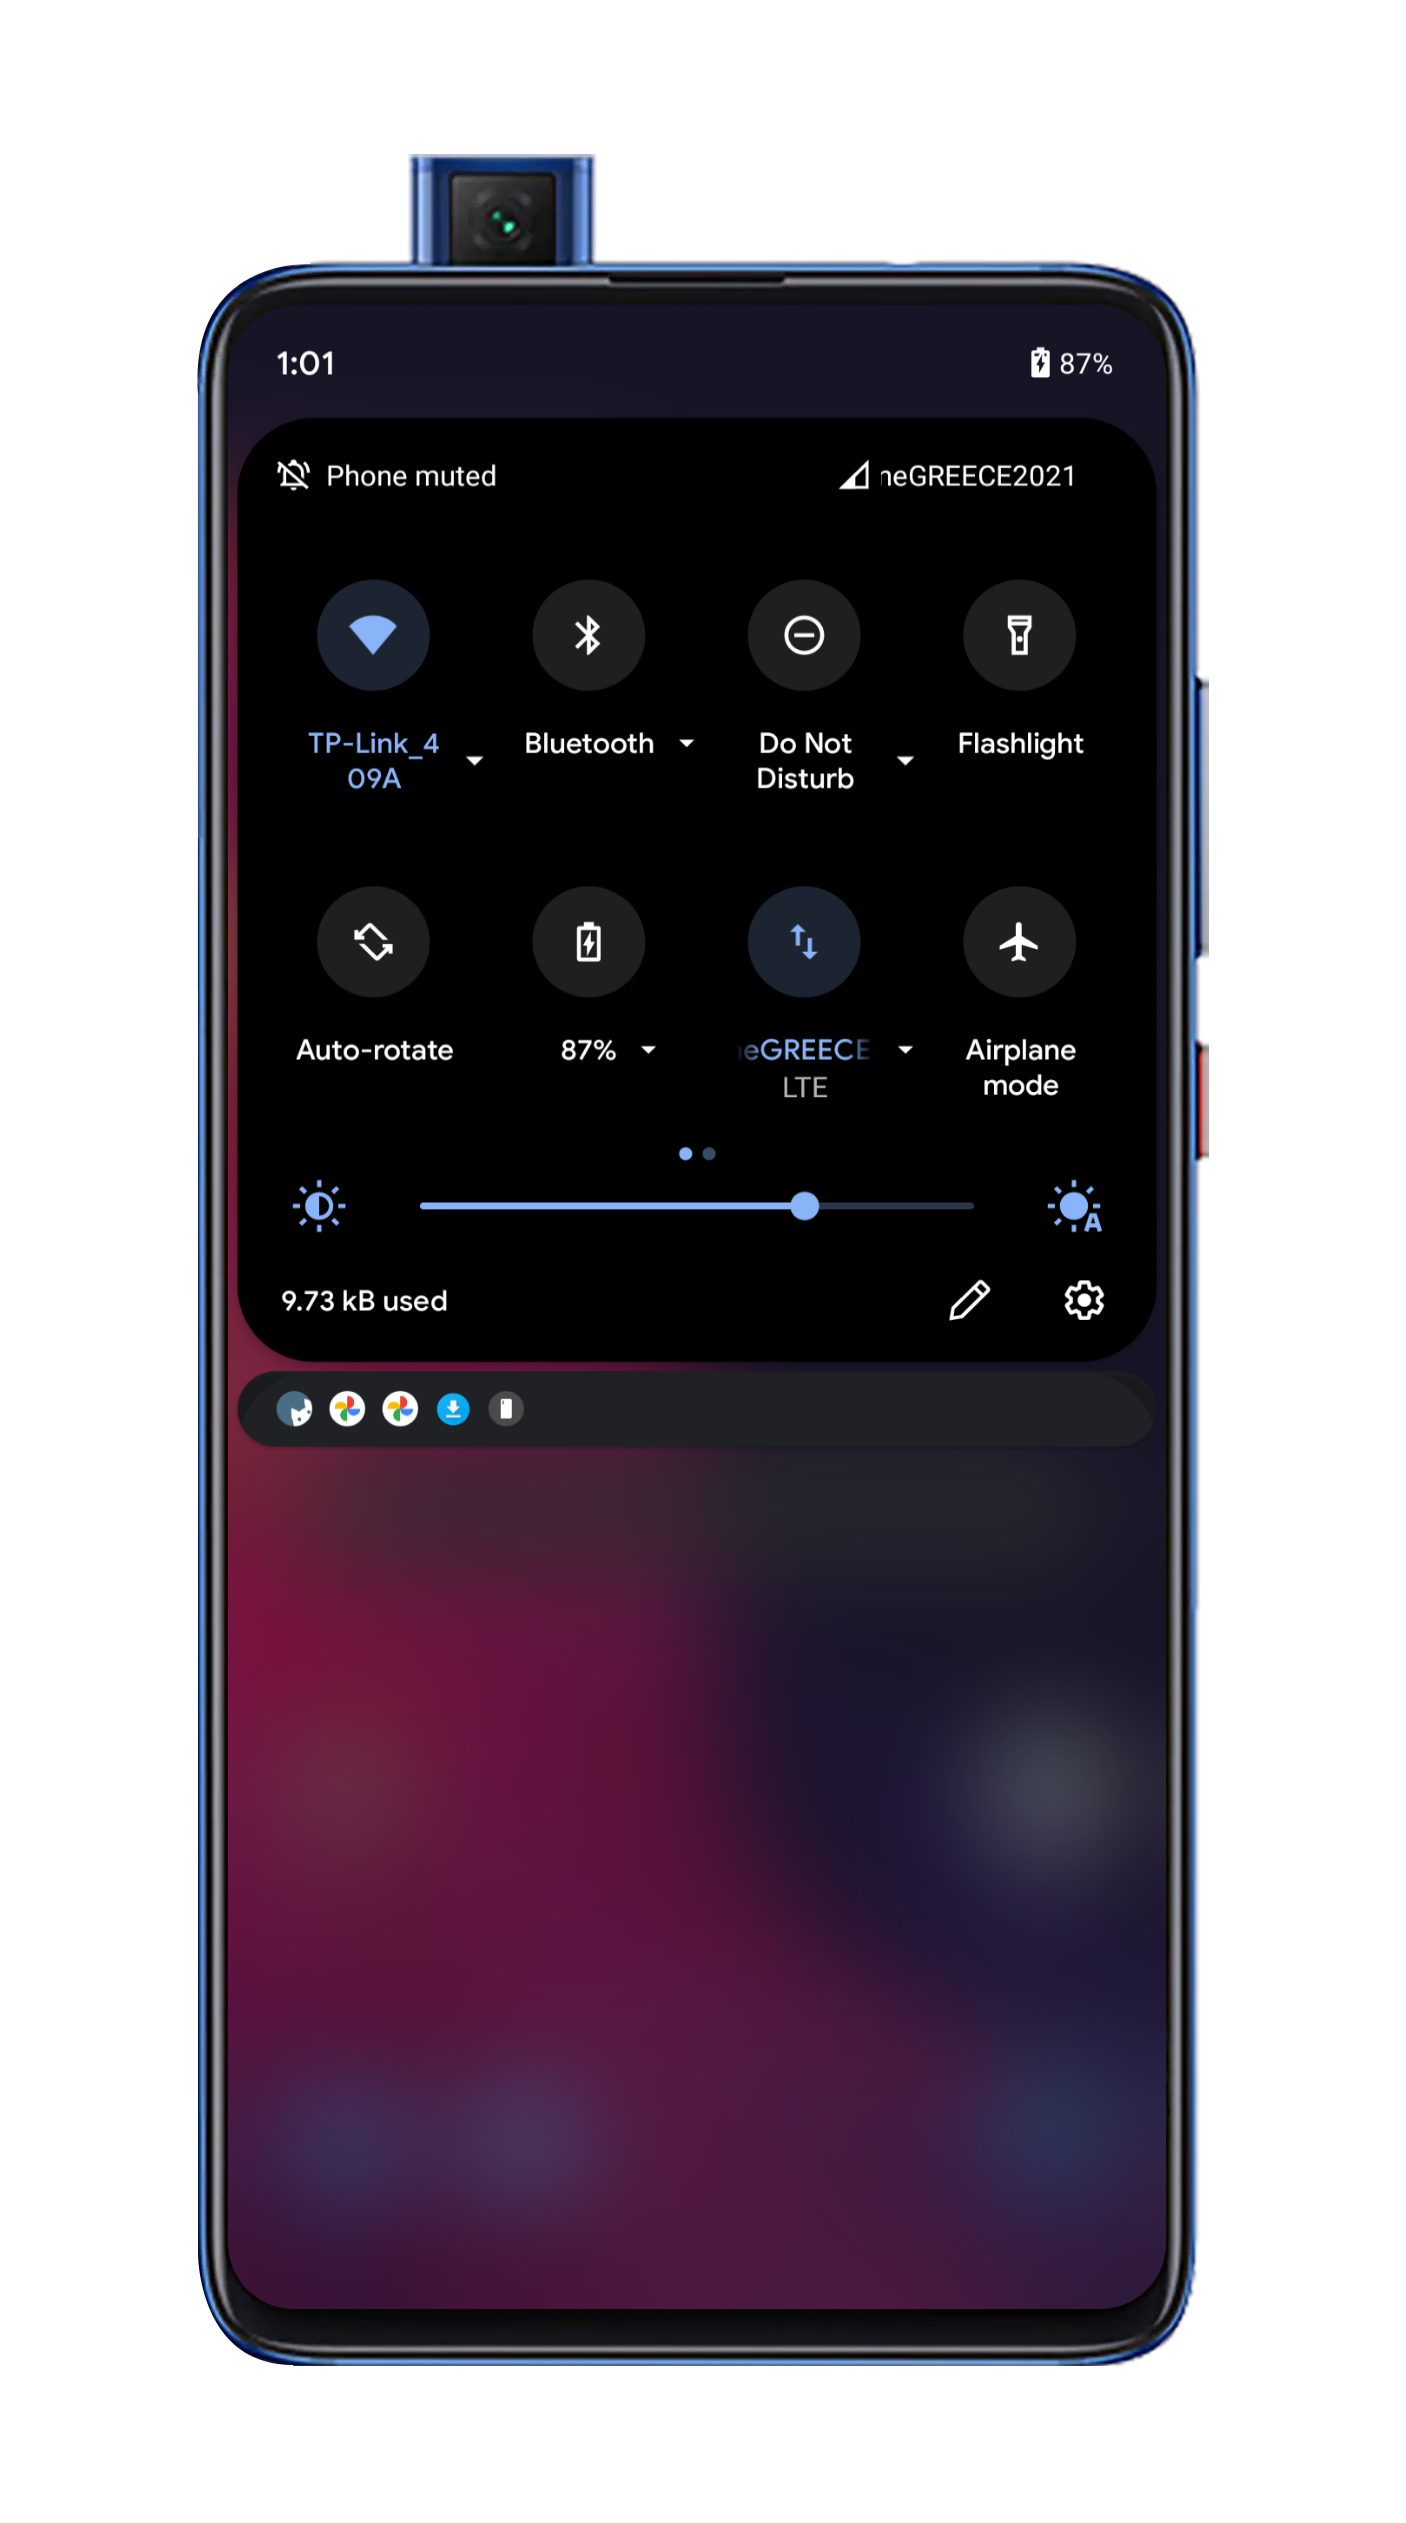 1:01
87%
Phone muted
neGREECE2021
TP-Link_4
09A
Bluetooth
Do Not
Disturb
Flashlight
Auto-rotate
87%
eGREECE
LTE
Airplane
mode
A
9.73 kB used